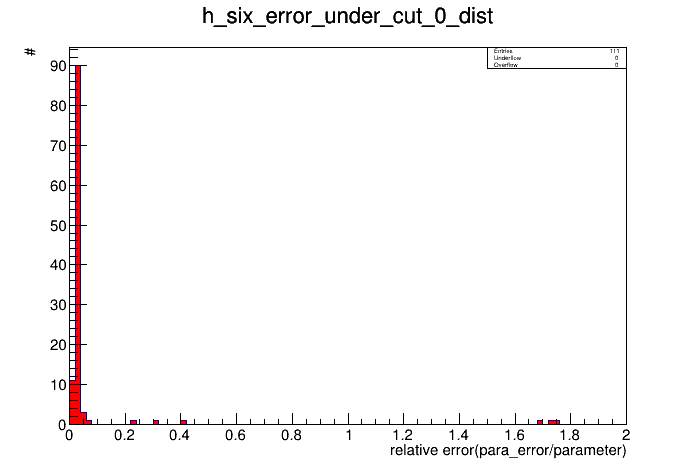 h_six_error_under_cut_0_dist
#
Entries 111
Underflow 0
Overflow 0
90
80
70
60
50
40
30
20
10
0
0 0.2 0.4 0.6 0.8 1 1.2 1.4 1.6 1.8 2
relative error(para_error/parameter)